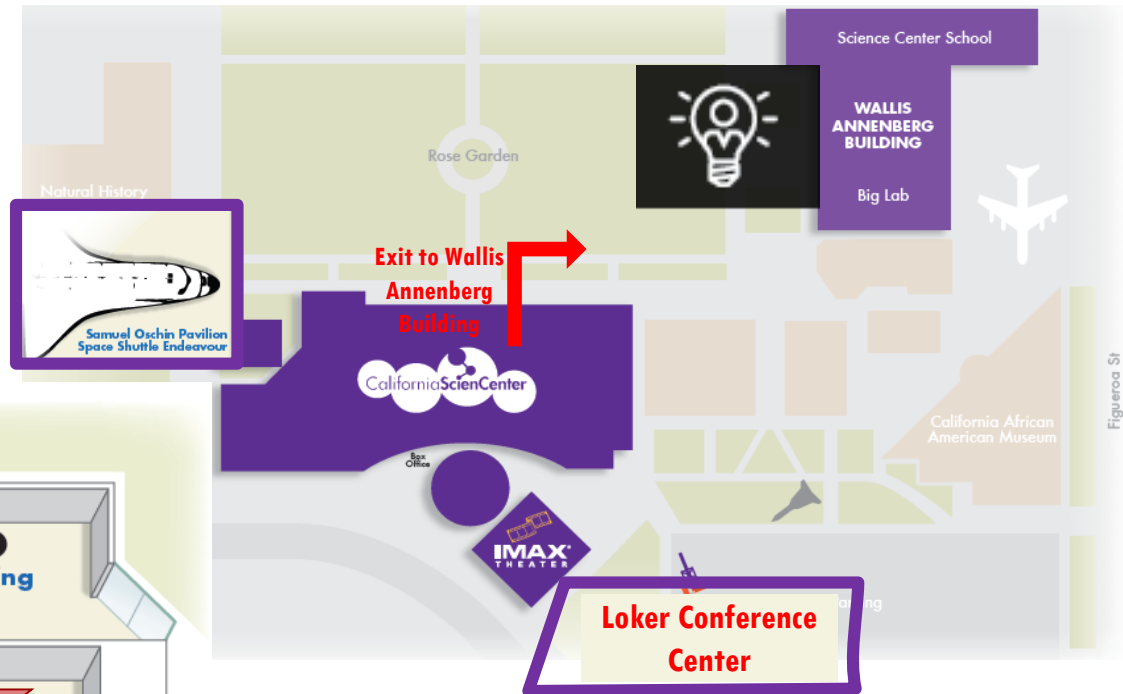 Science Center School
WALLIS
ANNENBERG
BUILDING
Big Lab
Rose Garden
Natural History
Exit to Wallis
Annenberg
Building
Samuel Oschin Pavilion
Space Shuttle Endeavour
CaliforniaScienCenter
Figueroa St
California African
American Museum
Box
Office
IMAX®
THEATER
Loker Conference
Center